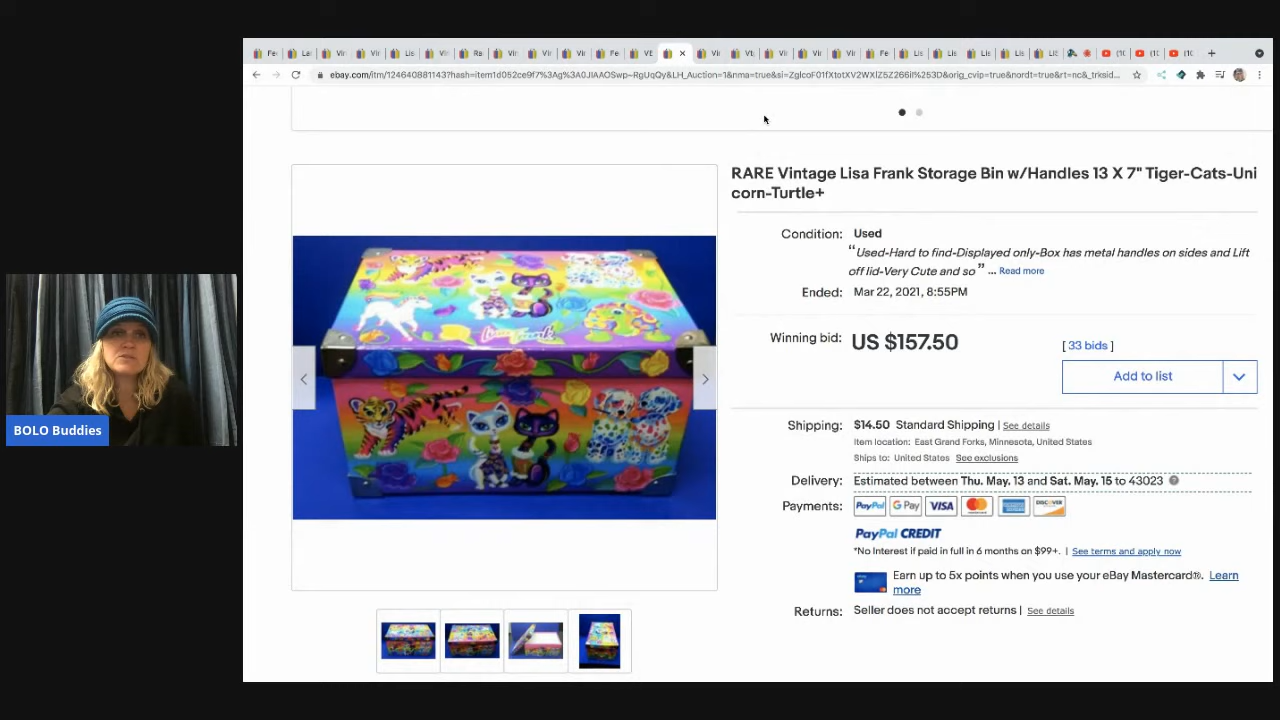 ebay.com/itm/124640881143?hash=item1d052ce9f7%3Ag%3A0JIAAOSwp~RgUqQy&LH_Auction=1&nma=true&si=ZglcoF01fXtotXV2WXlZ5Z266iI%253D&orig_cvip=true&nordt=true&rt=nc&_trksid...
RARE Vintage Lisa Frank Storage Bin w/Handles 13 X 7" Tiger-Cats-Uni
corn-Turtle+
Condition: Used
“Used-Hard to find-Displayed only-Box has metal handles on sides and Lift
off lid-Very Cute and so” ... Read more
Ended: Mar 22, 2021, 8:55PM
Winning bid: US $157.50 [ 33 bids ]
Add to list
Shipping: $14.50 Standard Shipping | See details
Item location: East Grand Forks, Minnesota, United States
Ships to: United States See exclusions
Delivery: Estimated between Thu. May. 13 and Sat. May. 15 to 43023
Payments: PayPal G Pay VISA mastercard AMERICAN EXPRESS DISCOVER
PayPal CREDIT
*No Interest if paid in full in 6 months on $99+. | See terms and apply now
Earn up to 5x points when you use your eBay Mastercard®. Learn
more
Returns: Seller does not accept returns | See details
Lisa Frank
BOLO Buddies